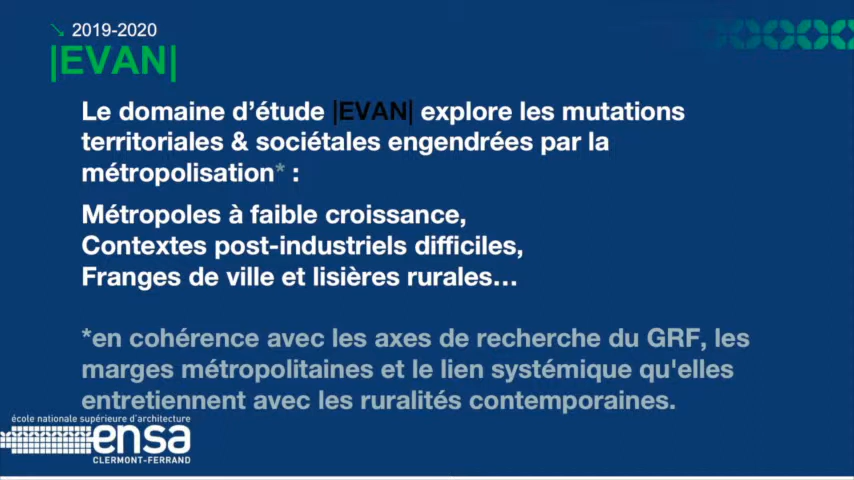 ↘ 2019-2020
|EVAN|
Le domaine d’étude |EVAN| explore les mutations
territoriales & sociétales engendrées par la
métropolisation* :
Métropoles à faible croissance,
Contextes post-industriels difficiles,
Franges de ville et lisières rurales…
*en cohérence avec les axes de recherche du GRF, les
marges métropolitaines et le lien systémique qu'elles
entretiennent avec les ruralités contemporaines.
école nationale supérieure d'architecture
ensa
CLERMONT-FERRAND